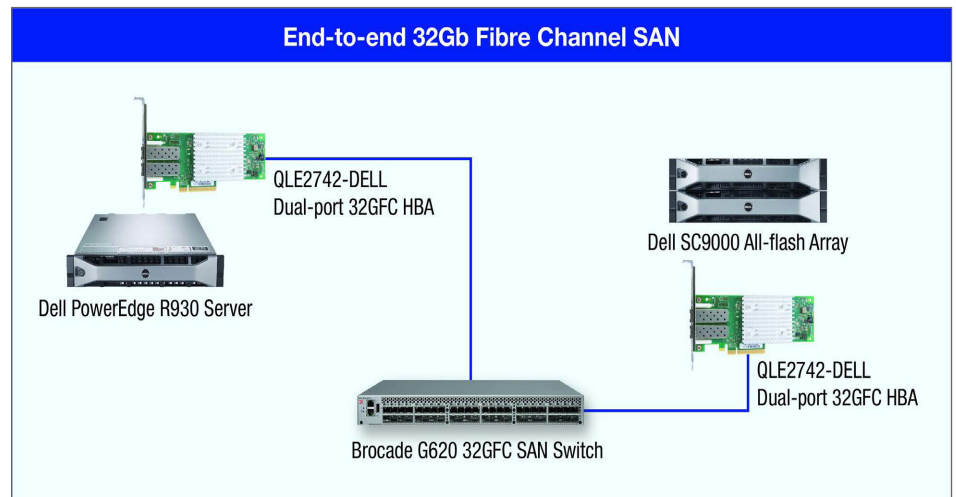 End-to-end 32Gb Fibre Channel SAN
QLE2742-DELL
Dual-port 32GFC HBA
Dell PowerEdge R930 Server
Dell SC9000 All-flash Array
QLE2742-DELL
Dual-port 32GFC HBA
Brocade G620 32GFC SAN Switch